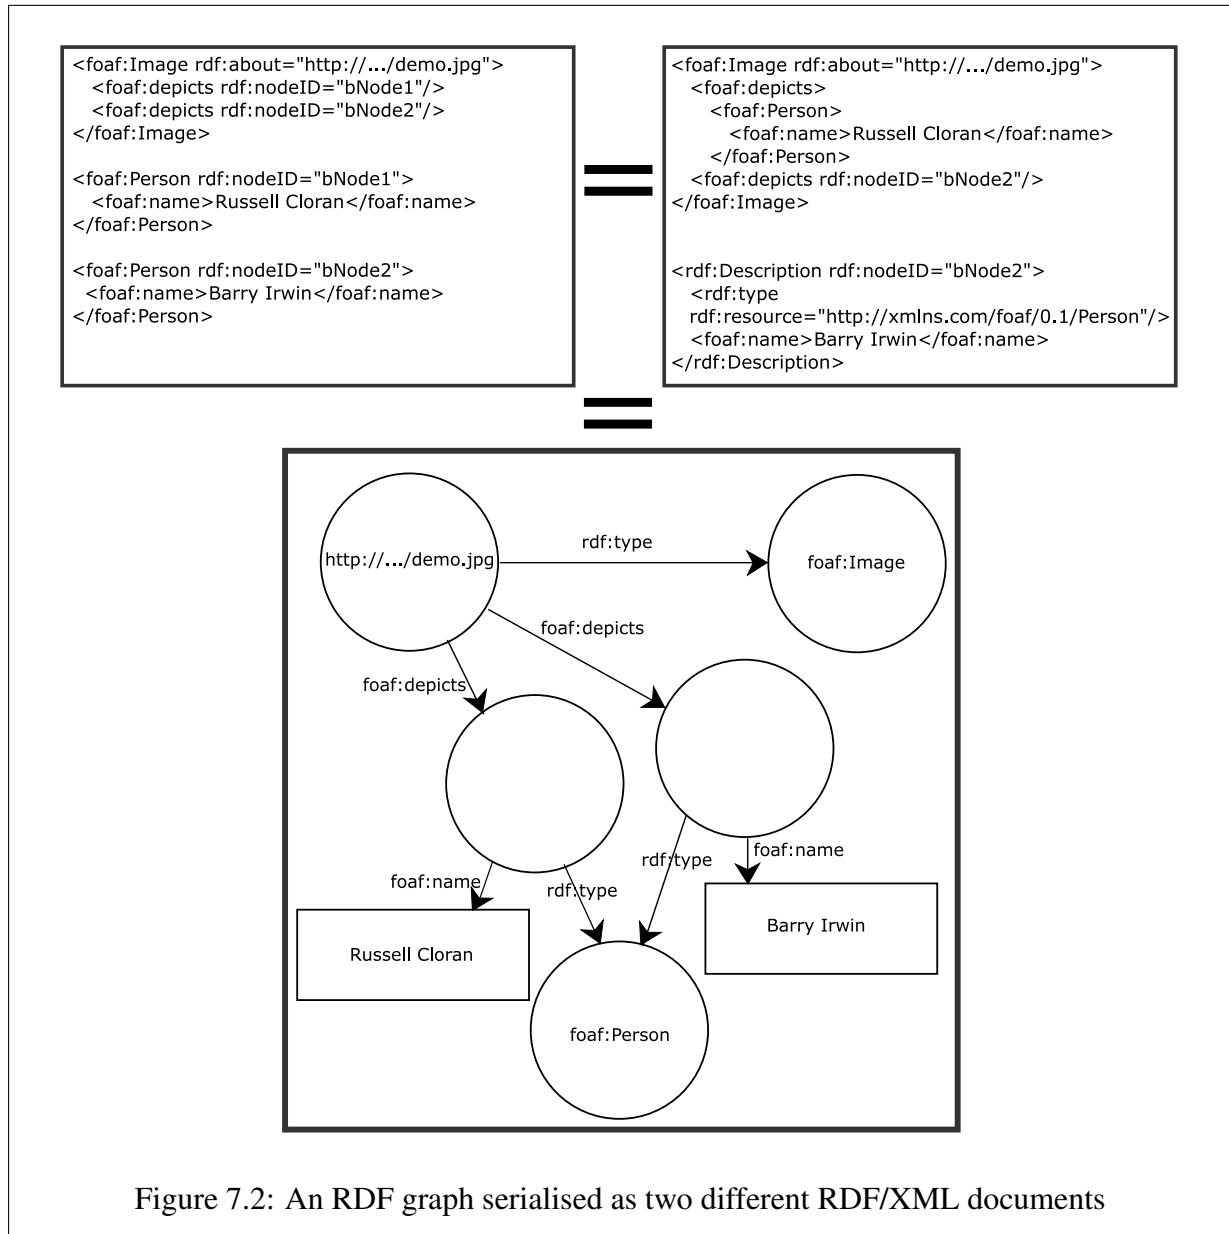 <foaf:Image rdf:about="http://.../demo.jpg">
<foaf:depicts rdf:nodeID="bNode1"/>
<foaf:depicts rdf:nodeID="bNode2"/>
</foaf:Image>
<foaf:Person rdf:nodeID="bNode1">
<foaf:name>Russell Cloran</foaf:name>
</foaf:Person>
<foaf:Person rdf:nodeID="bNode2">
<foaf:name>Barry Irwin</foaf:name>
</foaf:Person>
<foaf:Image rdf:about="http://.../demo.jpg">
<foaf:depicts>
<foaf:Person>
<foaf:name>Russell Cloran</foaf:name>
</foaf:Person>
<foaf:depicts rdf:nodeID="bNode2"/>
</foaf:Image>
<rdf:Description rdf:nodeID="bNode2">
<rdf:type
rdf:resource="http://xmlns.com/foaf/0.1/Person"/>
<foaf:name>Barry Irwin</foaf:name>
</rdf:Description>
http://.../demo.jpg
rdf:type
foaf:Image
foaf:depicts
foaf:depicts
foaf:name
rdf:type
rdf:type
foaf:name
Russell Cloran
Barry Irwin
foaf:Person
Figure 7.2: An RDF graph serialised as two different RDF/XML documents